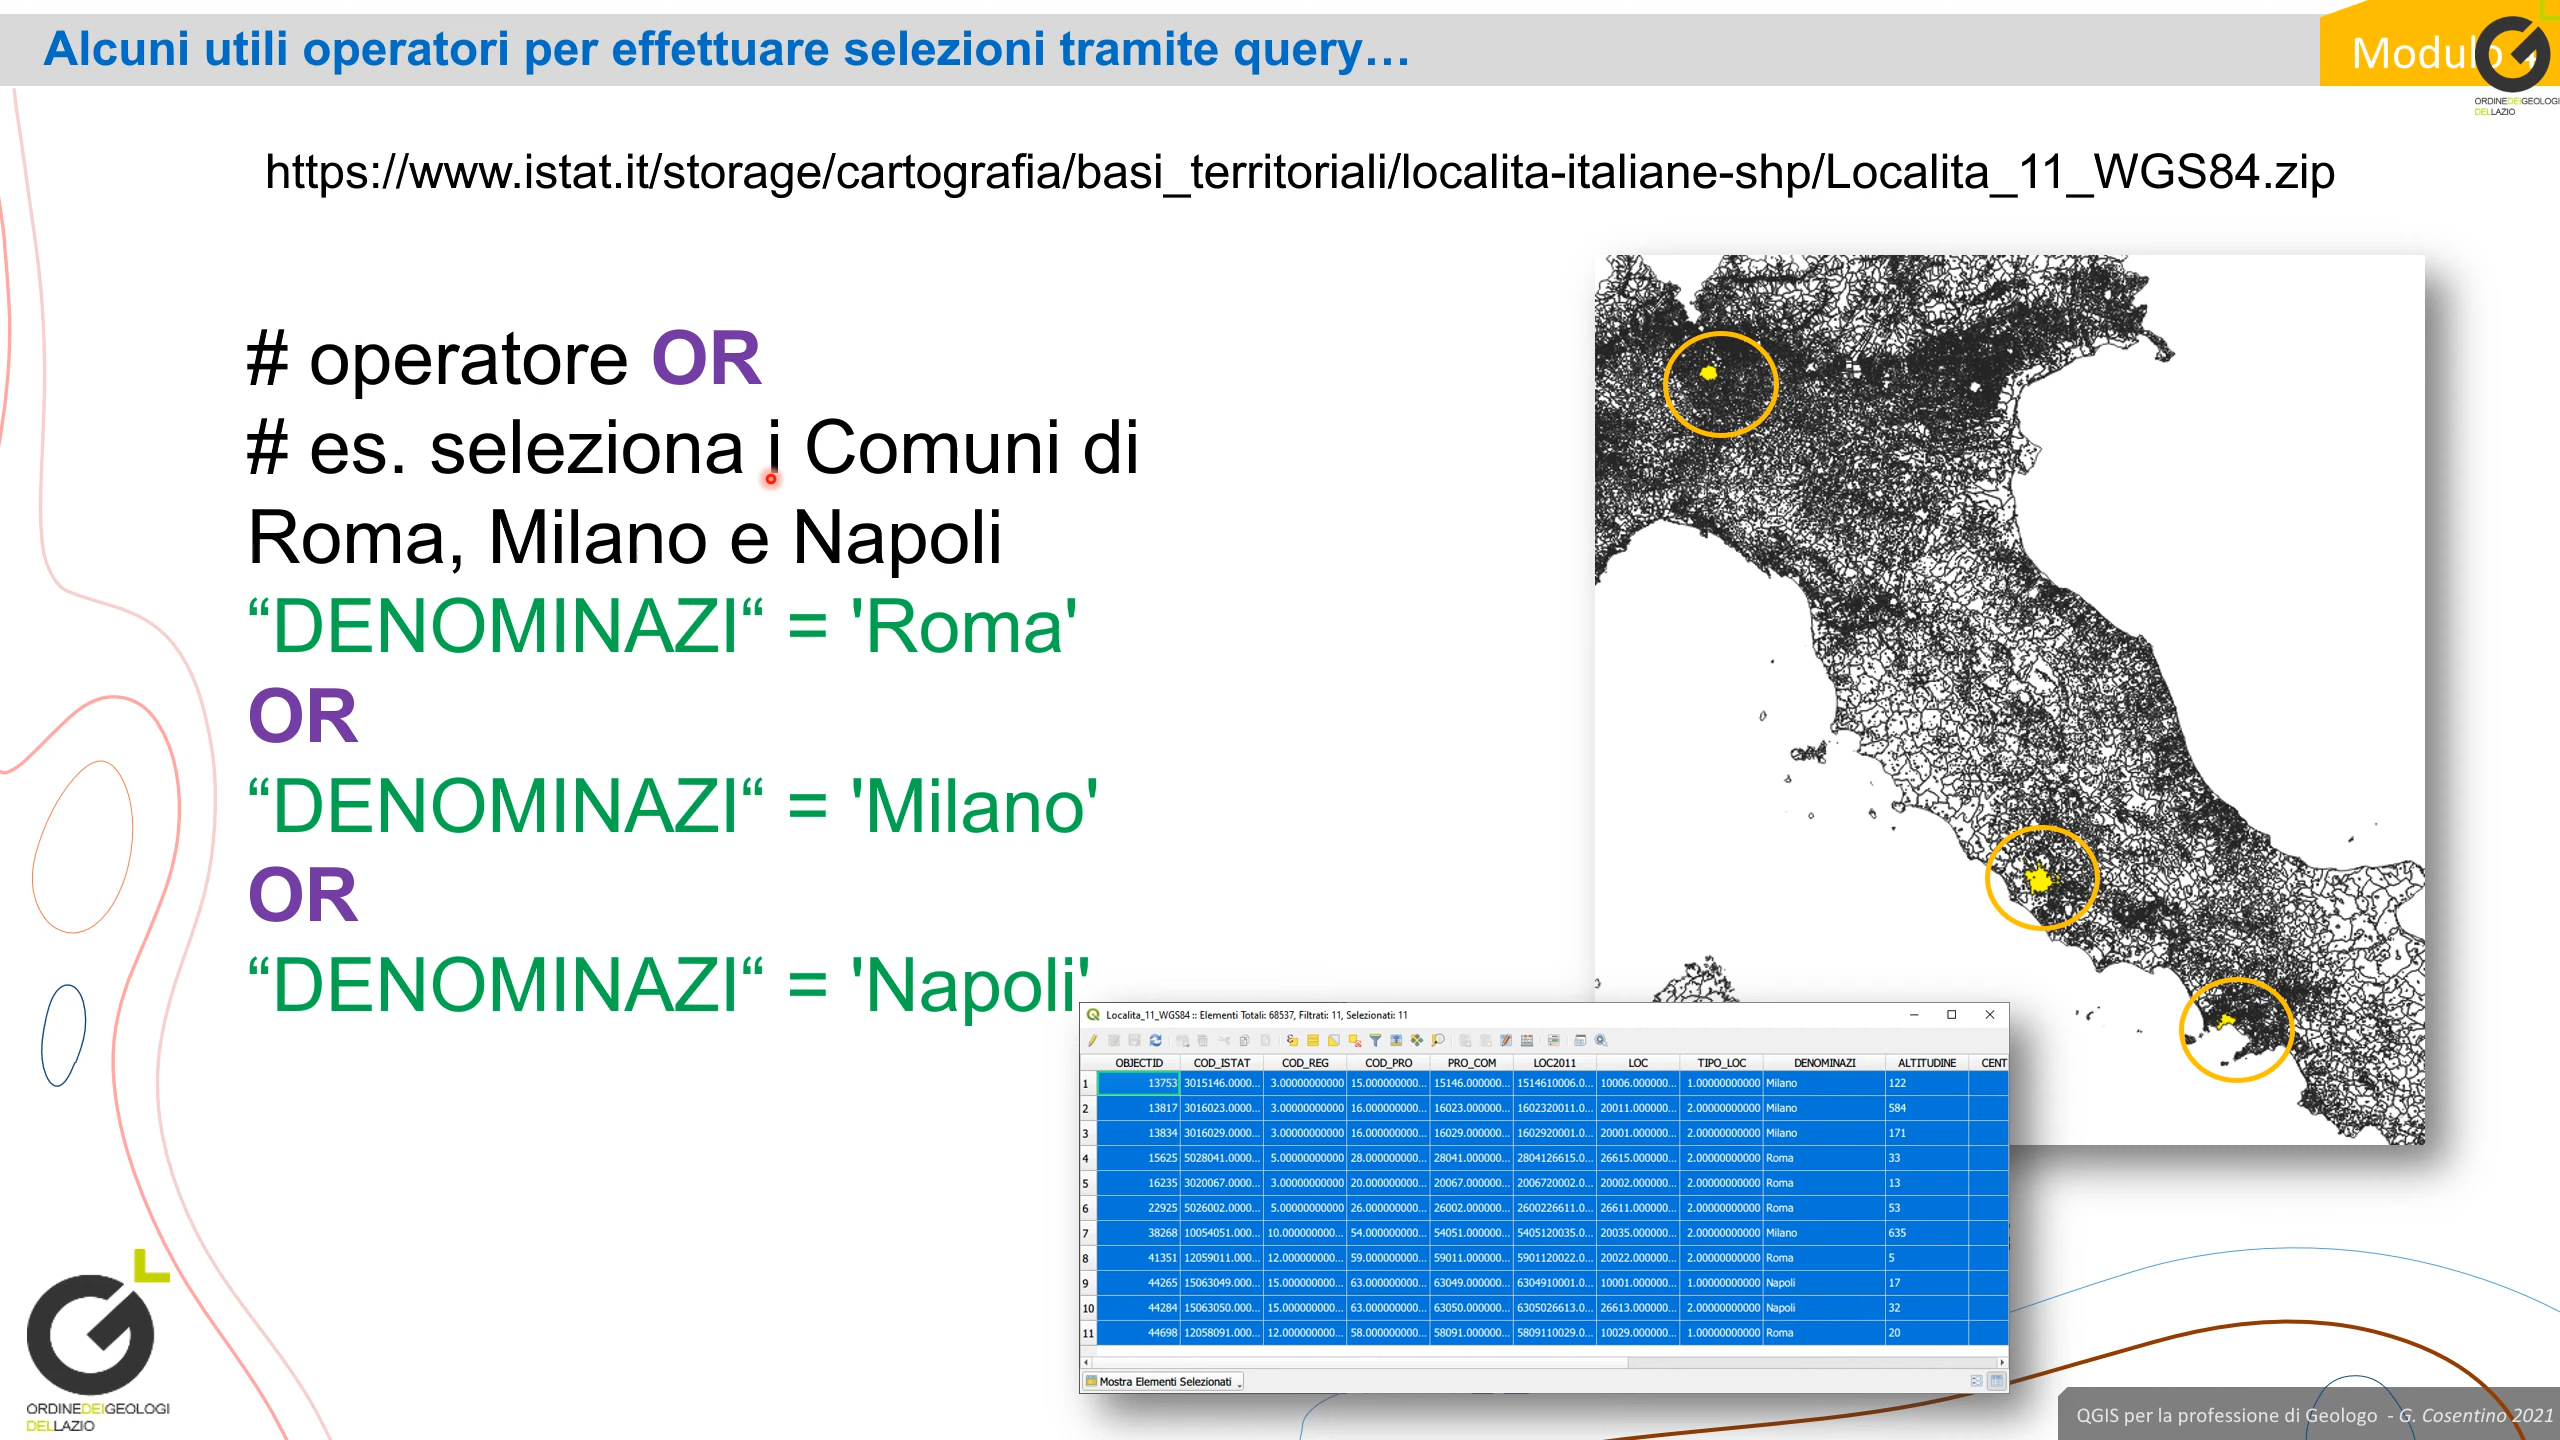 Alcuni utili operatori per effettuare selezioni tramite query…
Modulo
ORDINEDEIGEOLOGI
DELLAZIO
https://www.istat.it/storage/cartografia/basi_territoriali/localita-italiane-shp/Localita_11_WGS84.zip
# operatore OR
# es. seleziona i Comuni di
Roma, Milano e Napoli
“DENOMINAZI“ = 'Roma'
OR
“DENOMINAZI“ = 'Milano'
OR
“DENOMINAZI“ = 'Napoli'
Localita_11_WGS84 :: Elementi Totali: 68537, Filtrati: 11, Selezionati: 11
OBJECTID COD_ISTAT COD_REG COD_PRO PRO_COM LOC2011 LOC TIPO_LOC DENOMINAZI ALTITUDINE CENT
1 13753 3015146.0000... 3.00000000000 15.000000000... 15146.000000... 1514610006.0... 10006.000000... 1.00000000000 Milano 122
2 13817 3016023.0000... 3.00000000000 16.000000000... 16023.000000... 1602320011.0... 20011.000000... 2.00000000000 Milano 584
3 13834 3016029.0000... 3.00000000000 16.000000000... 16029.000000... 1602920001.0... 20001.000000... 2.00000000000 Milano 171
4 15625 5028041.0000... 5.00000000000 28.000000000... 28041.000000... 2804126615.0... 26615.000000... 2.00000000000 Roma 33
5 16235 3020067.0000... 3.00000000000 20.000000000... 20067.000000... 2006720002.0... 20002.000000... 2.00000000000 Roma 13
6 22925 5026002.0000... 5.00000000000 26.000000000... 26002.000000... 2600226611.0... 26611.000000... 2.00000000000 Roma 53
7 38268 10054051.000... 10.000000000... 54.000000000... 54051.000000... 5405120035.0... 20035.000000... 2.00000000000 Milano 635
8 41351 12059011.000... 12.000000000... 59.000000000... 59011.000000... 5901120022.0... 20022.000000... 2.00000000000 Roma 5
9 44265 15063049.000... 15.000000000... 63.000000000... 63049.000000... 6304910001.0... 10001.000000... 1.00000000000 Napoli 17
10 44284 15063050.000... 15.000000000... 63.000000000... 63050.000000... 6305026613.0... 26613.000000... 2.00000000000 Napoli 32
11 44698 12058091.000... 12.000000000... 58.000000000... 58091.000000... 5809110029.0... 10029.000000... 1.00000000000 Roma 20
Mostra Elementi Selezionati
ORDINEDEIGEOLOGI
DELLAZIO
QGIS per la professione di Geologo - G. Cosentino 2021